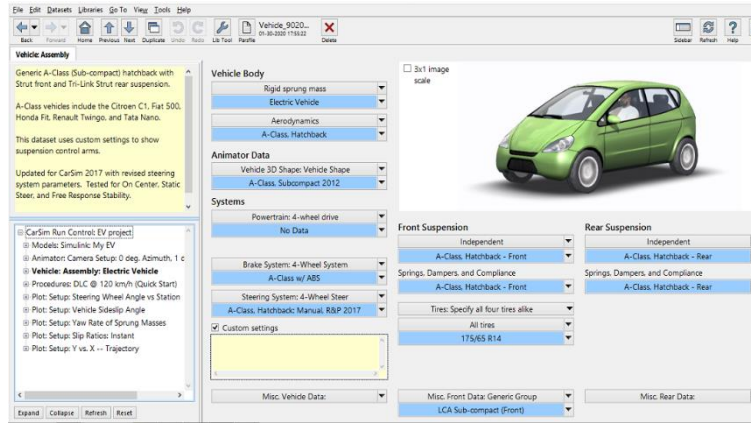 File Edit Datasets Libraries Go To View Tools Help
Back Forward Home Previous Next Duplicate Undo Redo Lib Tool Parsfile Vehicle_9020... 01-30-2020 17:53:22 Delete Sidebar Refresh Help
Vehicle: Assembly
Generic A-Class (Sub-compact) hatchback with
Strut front and Tri-Link Strut rear suspension.
A-Class vehicles include the Citroen C1, Fiat 500,
Honda Fit, Renault Twingo, and Tata Nano.
This dataset uses custom settings to show
suspension control arms.
Updated for CarSim 2017 with revised steering
system parameters. Tested for On Center, Static
Steer, and Free Response Stability.
CarSim Run Control: EV project
Models: Simulink: My EV
Animator: Camera Setup: 0 deg. Azimuth, 1 c
Vehicle: Assembly: Electric Vehicle
Procedures: DLC @ 120 km/h (Quick Start)
Plot: Setup: Steering Wheel Angle vs Station
Plot: Setup: Vehicle Sideslip Angle
Plot: Setup: Yaw Rate of Sprung Masses
Plot: Setup: Slip Ratios: Instant
Plot: Setup: Y vs. X -- Trajectory
Expand Collapse Refresh Reset
Vehicle Body
Rigid sprung mass
Electric Vehicle
Aerodynamics
A-Class, Hatchback
Animator Data
Vehicle 3D Shape: Vehicle Shape
A-Class, Subcompact 2012
Systems
Powertrain: 4-wheel drive
No Data
Brake System: 4-Wheel System
A-Class w/ ABS
Steering System: 4-Wheel Steer
A-Class, Hatchback: Manual, R&P 2017
Custom settings
Misc. Vehicle Data:
3x1 image
scale
Front Suspension
Independent
A-Class, Hatchback - Front
Springs, Dampers, and Compliance
A-Class, Hatchback - Front
Tires: Specify all four tires alike
All tires
175/65 R14
Misc. Front Data: Generic Group
LCA Sub-compact (Front)
Rear Suspension
Independent
A-Class, Hatchback - Rear
Springs, Dampers, and Compliance
A-Class, Hatchback - Rear
Misc. Rear Data: